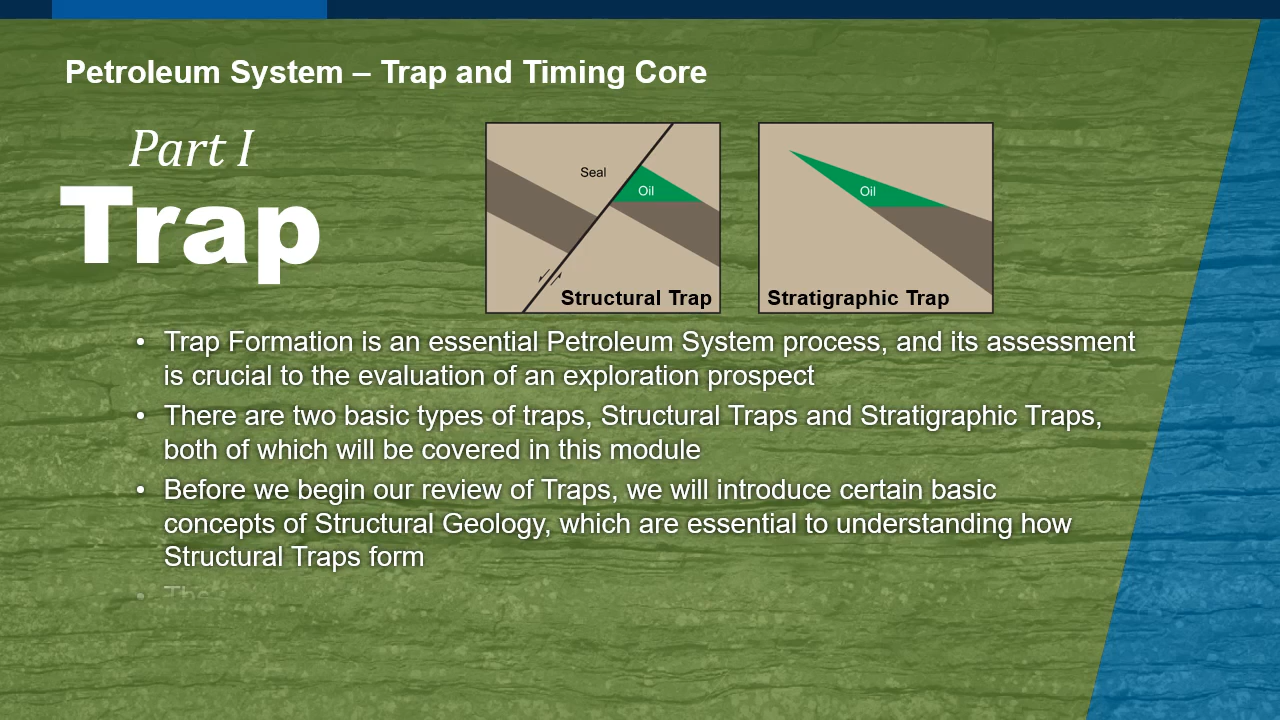 Petroleum System – Trap and Timing Core
Part I
Trap
Seal
Oil
Structural Trap
Oil
Stratigraphic Trap
• Trap Formation is an essential Petroleum System process, and its assessment
is crucial to the evaluation of an exploration prospect
• There are two basic types of traps, Structural Traps and Stratigraphic Traps,
both of which will be covered in this module
• Before we begin our review of Traps, we will introduce certain basic
concepts of Structural Geology, which are essential to understanding how
Structural Traps form